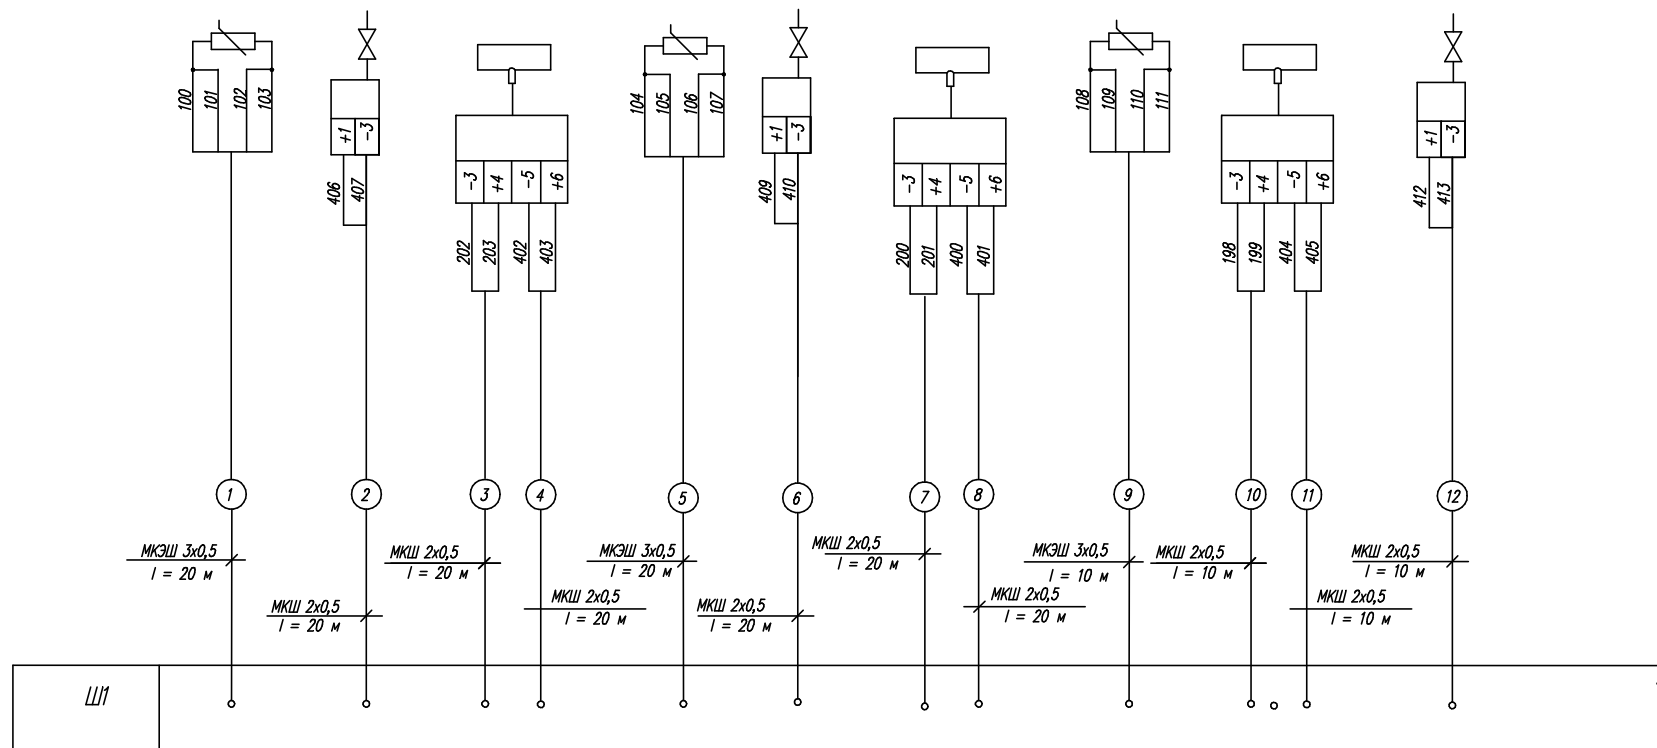 100 101 102 103
+1 -3
406 407
-3 +4 -5 +6
202 203 402 403
104 105 106 107
+1 -3
409 410
-3 +4 -5 +6
200 201 400 401
108 109 110 111
-3 +4 -5 +6
198 199 404 405
+1 -3
412 413
1 2 3 4 5 6 7 8 9 10 11 12
МКЭШ 3х0,5
l = 20 м
МКШ 2х0,5
l = 20 м
МКШ 2х0,5
l = 20 м
МКШ 2х0,5
l = 20 м
МКЭШ 3х0,5
l = 20 м
МКШ 2х0,5
l = 20 м
МКШ 2х0,5
l = 20 м
МКШ 2х0,5
l = 20 м
МКЭШ 3х0,5
l = 10 м
МКШ 2х0,5
l = 10 м
МКШ 2х0,5
l = 10 м
МКШ 2х0,5
l = 10 м
Ш1